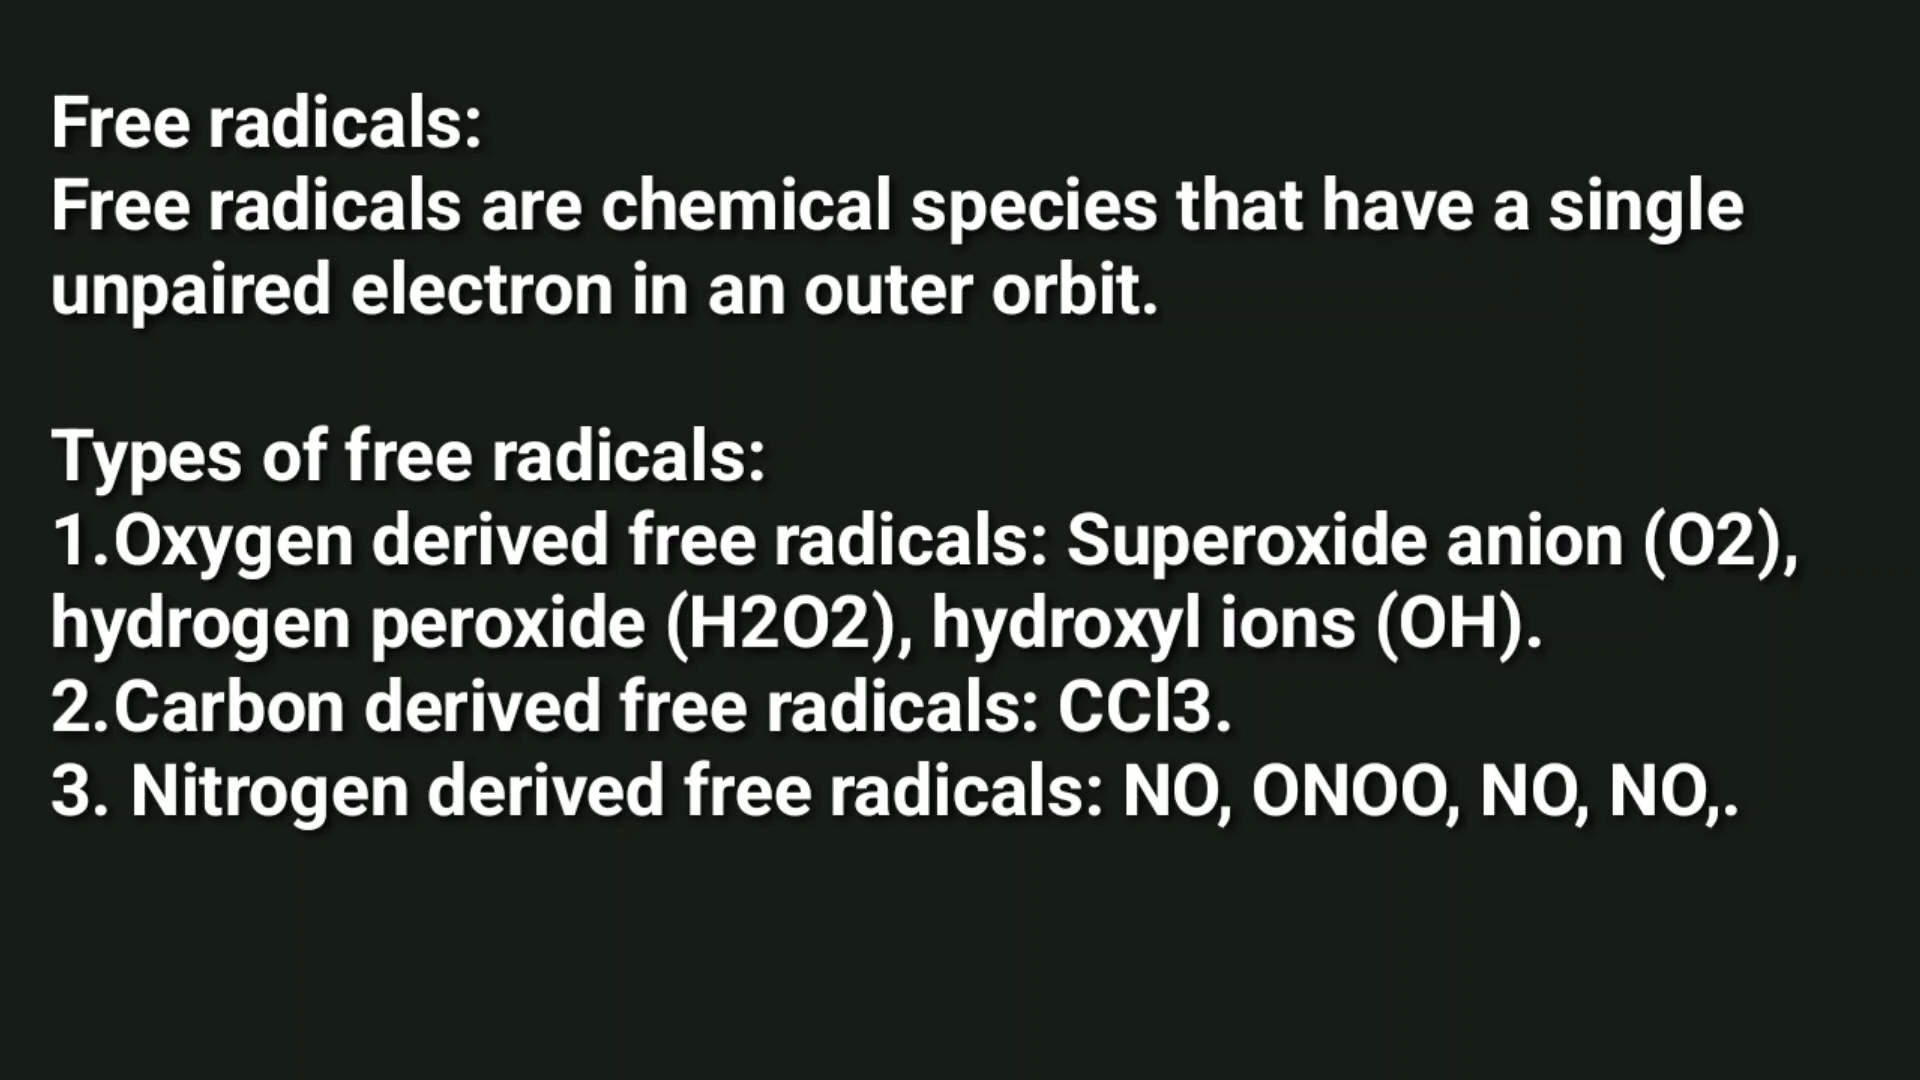 Free radicals:
Free radicals are chemical species that have a single
unpaired electron in an outer orbit.
Types of free radicals:
1.Oxygen derived free radicals: Superoxide anion (O2),
hydrogen peroxide (H2O2), hydroxyl ions (OH).
2.Carbon derived free radicals: CCl3.
3. Nitrogen derived free radicals: NO, ONOO, NO, NO,.